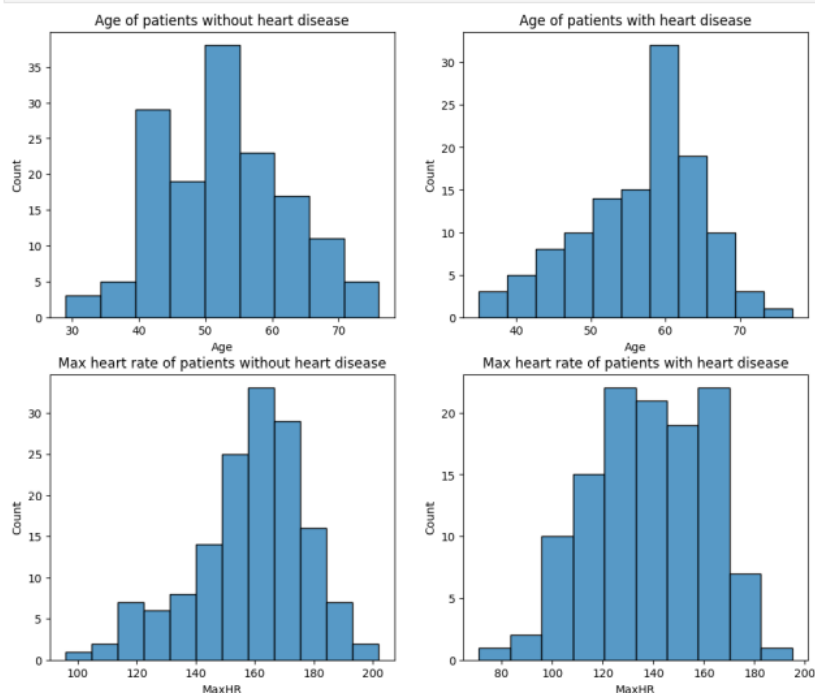 Age of patients without heart disease
35
30
25
20
15
10
5
0
Count
30 40 50 60 70
Age
Age of patients with heart disease
30
25
20
15
10
5
0
Count
40 50 60 70
Age
Max heart rate of patients without heart disease
30
25
20
15
10
5
0
Count
100 120 140 160 180 200
MaxHR
Max heart rate of patients with heart disease
20
15
10
5
0
Count
80 100 120 140 160 180 200
MaxHR